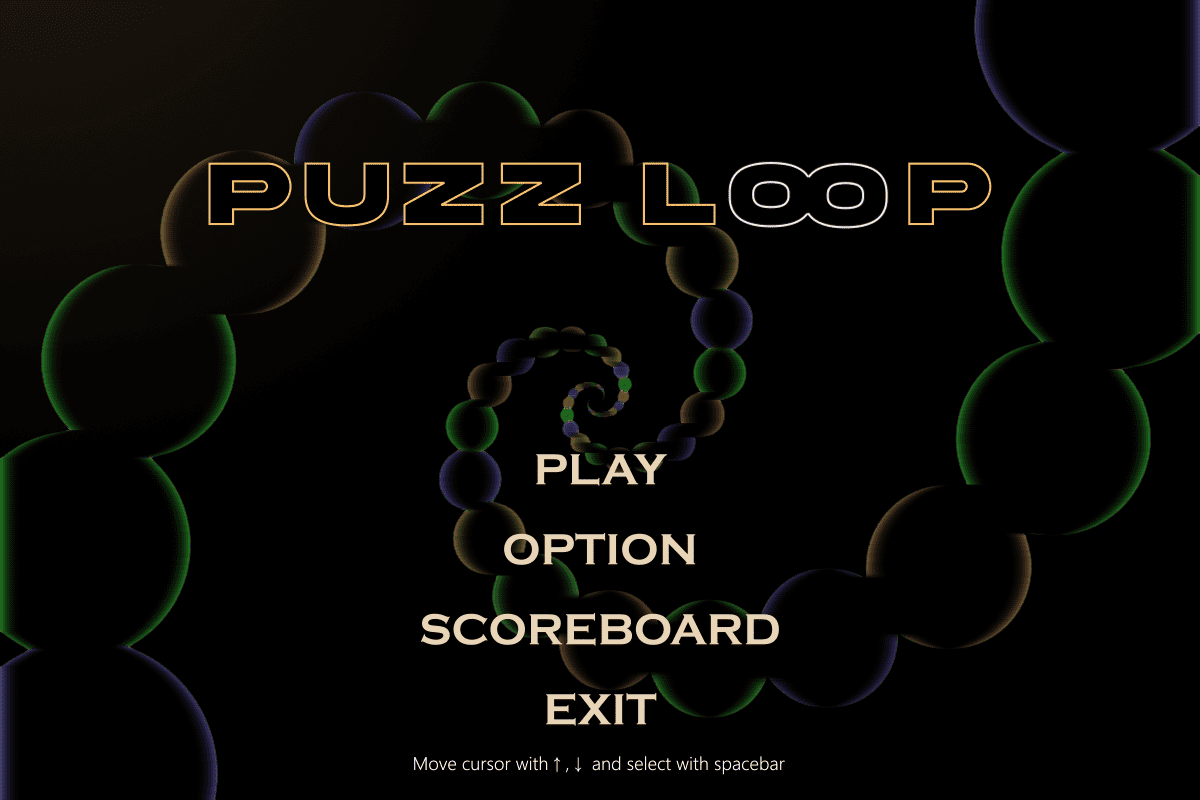 PUZZ LOOP
PLAY
OPTION
SCOREBOARD
EXIT
Move cursor with ↑ , ↓ and select with spacebar